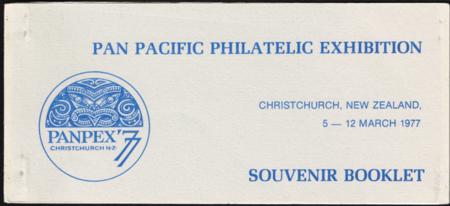 PAN PACIFIC PHILATELIC EXHIBITION
CHRISTCHURCH, NEW ZEALAND,
5 — 12 MARCH 1977
PANPEX'77
CHRISTCHURCH N·Z·
SOUVENIR BOOKLET